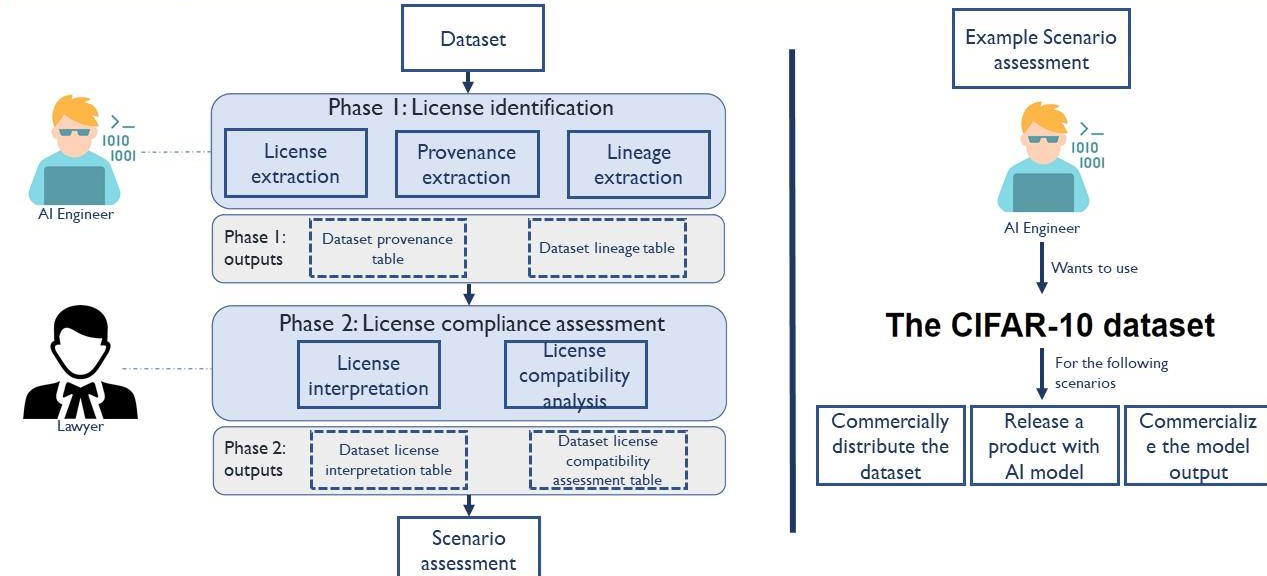 Dataset
Phase 1: License identification
License
extraction
Provenance
extraction
Lineage
extraction
>_
1010
1001
AI Engineer
Phase 1:
outputs
Dataset provenance
table
Dataset lineage table
Phase 2: License compliance assessment
License
interpretation
License
compatibility
analysis
Lawyer
Phase 2:
outputs
Dataset license
interpretation table
Dataset license
compatibility
assessment table
Scenario
assessment
Example Scenario
assessment
>_
1010
1001
AI Engineer
Wants to use
The CIFAR-10 dataset
For the following
scenarios
Commercially
distribute the
dataset
Release a
product with
AI model
Commercializ
e the model
output